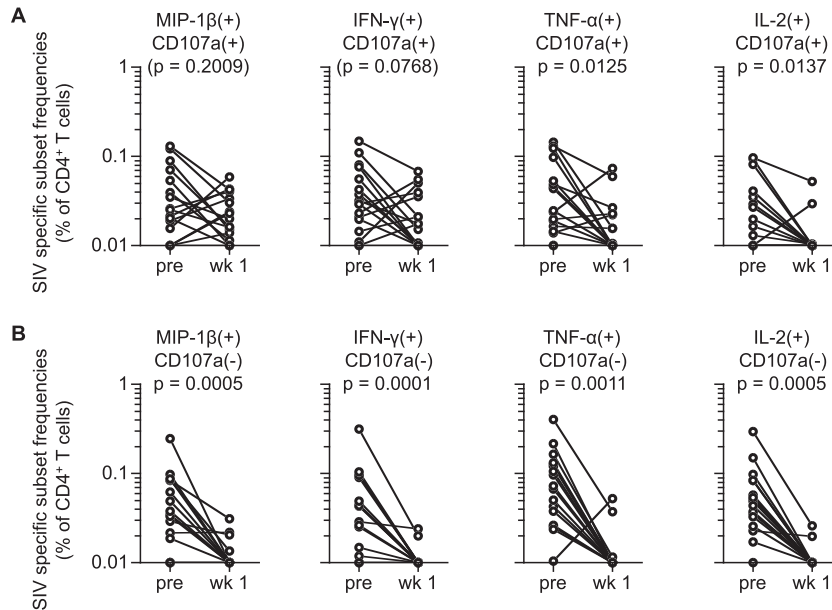 A
MIP-1β(+)
CD107a(+)
(p = 0.2009)
IFN-γ(+)
CD107a(+)
(p = 0.0768)
TNF-α(+)
CD107a(+)
p = 0.0125
IL-2(+)
CD107a(+)
p = 0.0137
SIV specific subset frequencies
(% of CD4⁺ T cells)
1
0.1
0.01
pre
wk 1
pre
wk 1
pre
wk 1
pre
wk 1
B
MIP-1β(+)
CD107a(-)
p = 0.0005
IFN-γ(+)
CD107a(-)
p = 0.0001
TNF-α(+)
CD107a(-)
p = 0.0011
IL-2(+)
CD107a(-)
p = 0.0005
SIV specific subset frequencies
(% of CD4⁺ T cells)
1
0.1
0.01
pre
wk 1
pre
wk 1
pre
wk 1
pre
wk 1